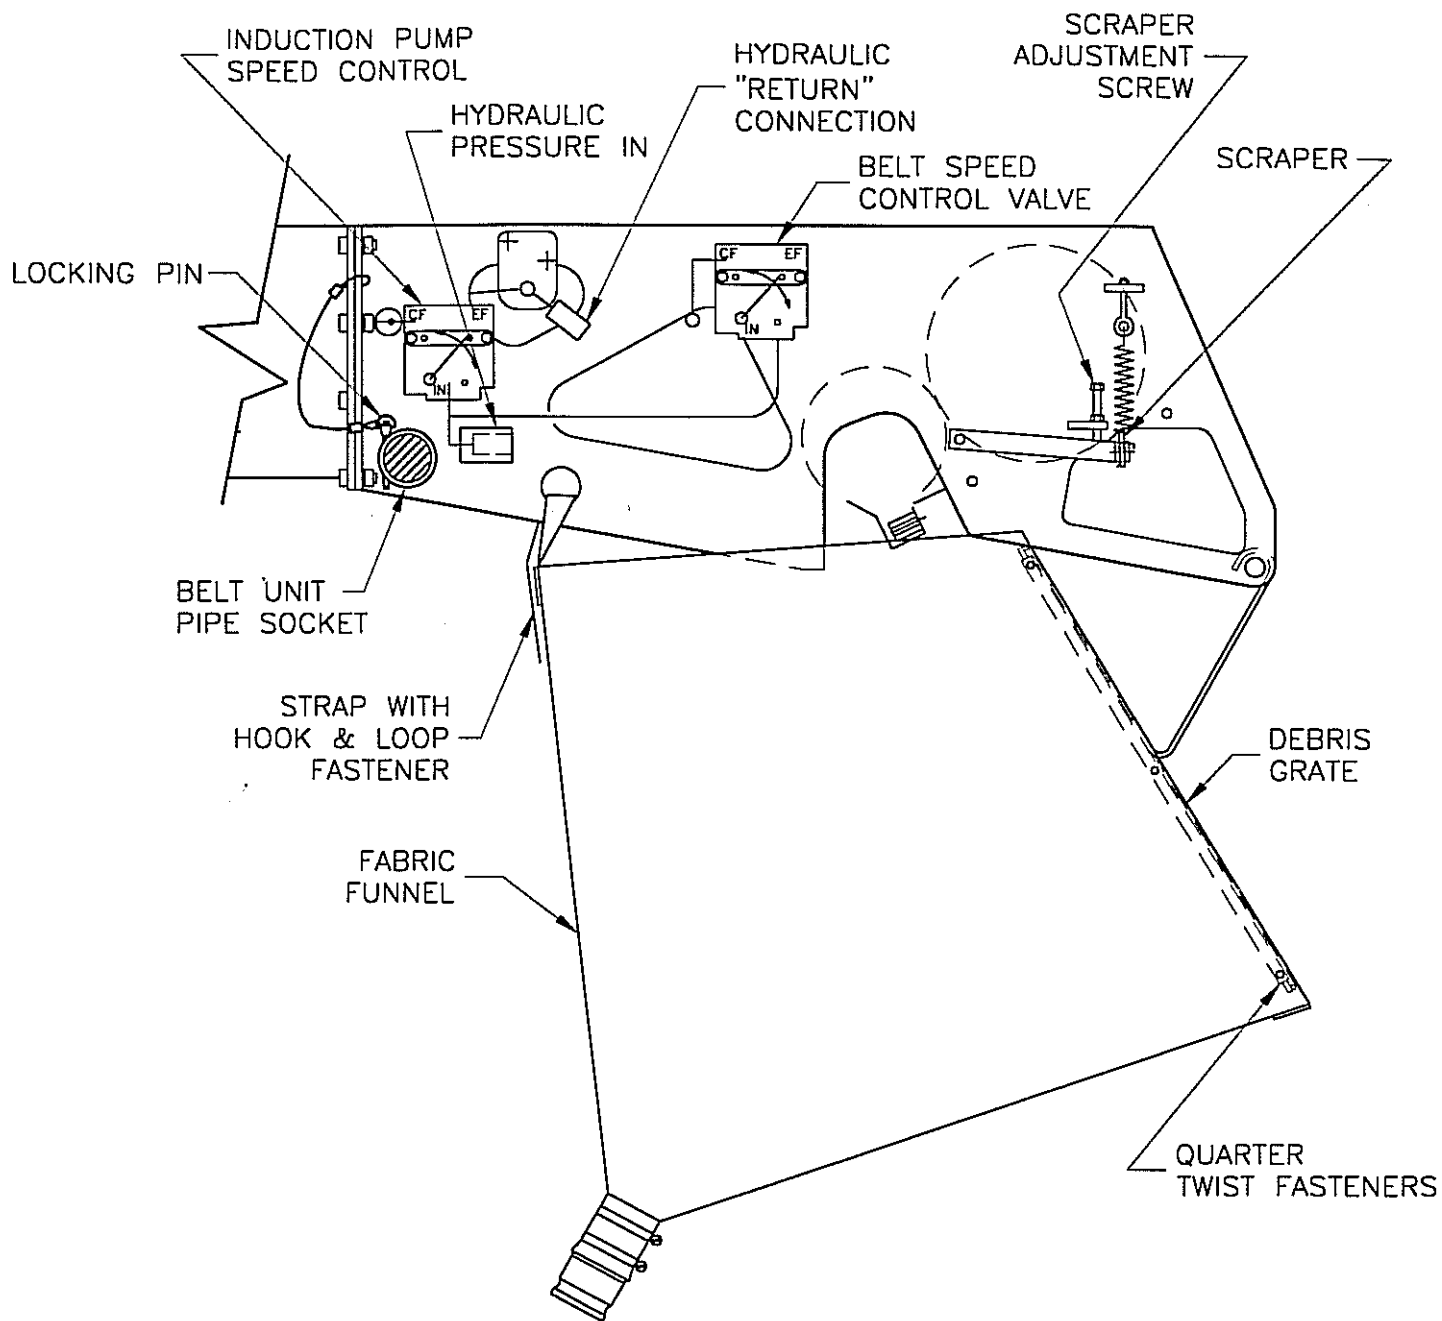 INDUCTION PUMP
SPEED CONTROL
HYDRAULIC
PRESSURE IN
HYDRAULIC
"RETURN"
CONNECTION
SCRAPER
ADJUSTMENT
SCREW
BELT SPEED
CONTROL VALVE
SCRAPER
LOCKING PIN
CF EF
IN
CF EF
IN
BELT UNIT
PIPE SOCKET
STRAP WITH
HOOK & LOOP
FASTENER
DEBRIS
GRATE
FABRIC
FUNNEL
QUARTER
TWIST FASTENERS